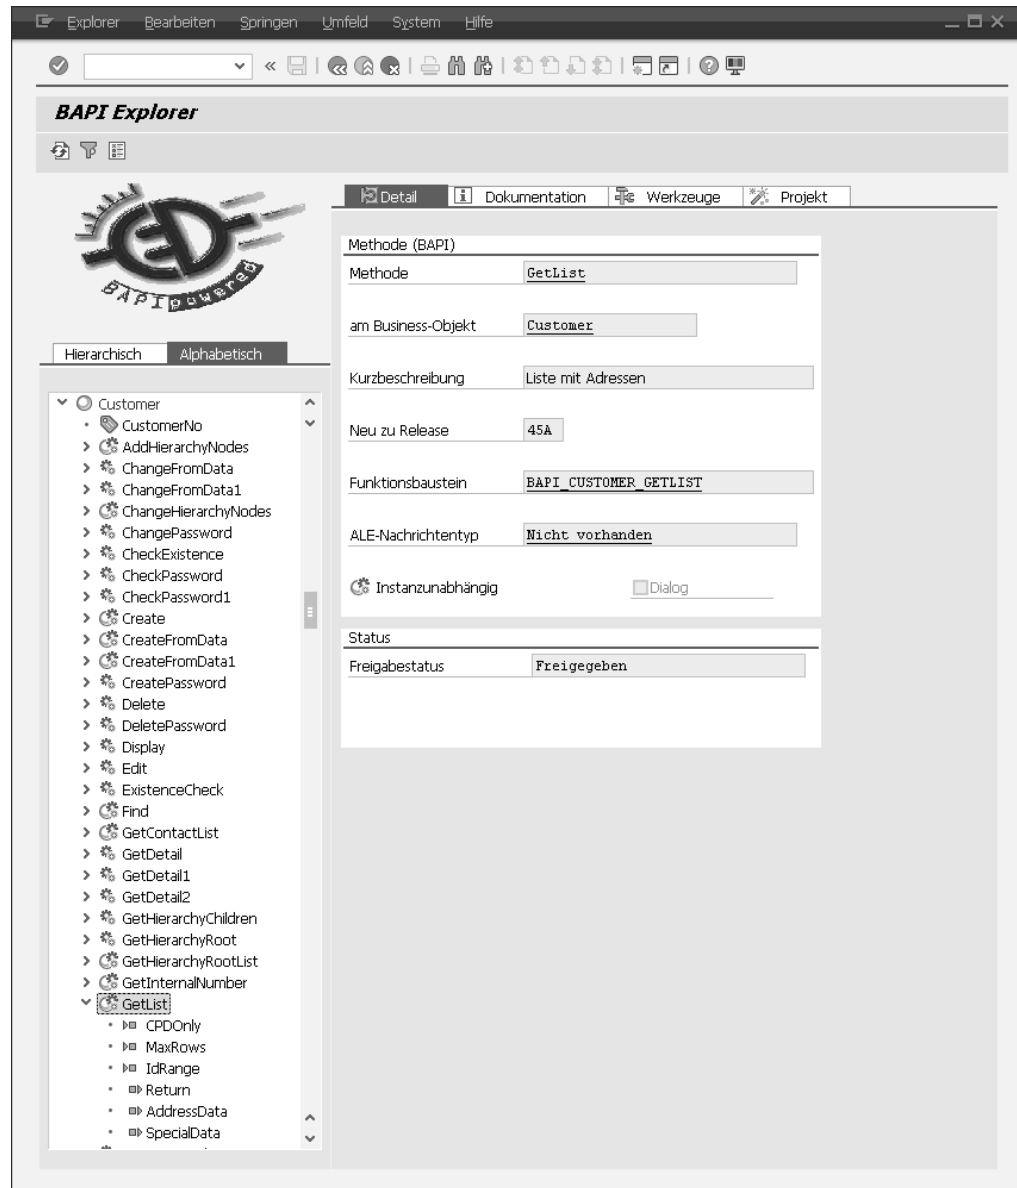 Explorer Bearbeiten Springen Umfeld System Hilfe
BAPI Explorer
BAPIpowered
Hierarchisch Alphabetisch
Customer
CustomerNo
AddHierarchyNodes
ChangeFromData
ChangeFromData1
ChangeHierarchyNodes
ChangePassword
CheckExistence
CheckPassword
CheckPassword1
Create
CreateFromData
CreateFromData1
CreatePassword
Delete
DeletePassword
Display
Edit
ExistenceCheck
Find
GetContactList
GetDetail
GetDetail1
GetDetail2
GetHierarchyChildren
GetHierarchyRoot
GetHierarchyRootList
GetInternalNumber
GetList
CPDOnly
MaxRows
IdRange
Return
AddressData
SpecialData
Detail Dokumentation Werkzeuge Projekt
Methode (BAPI)
Methode GetList
am Business-Objekt Customer
Kurzbeschreibung Liste mit Adressen
Neu zu Release 45A
Funktionsbaustein BAPI_CUSTOMER_GETLIST
ALE-Nachrichtentyp Nicht vorhanden
Instanzunabhängig Dialog
Status
Freigabestatus Freigegeben